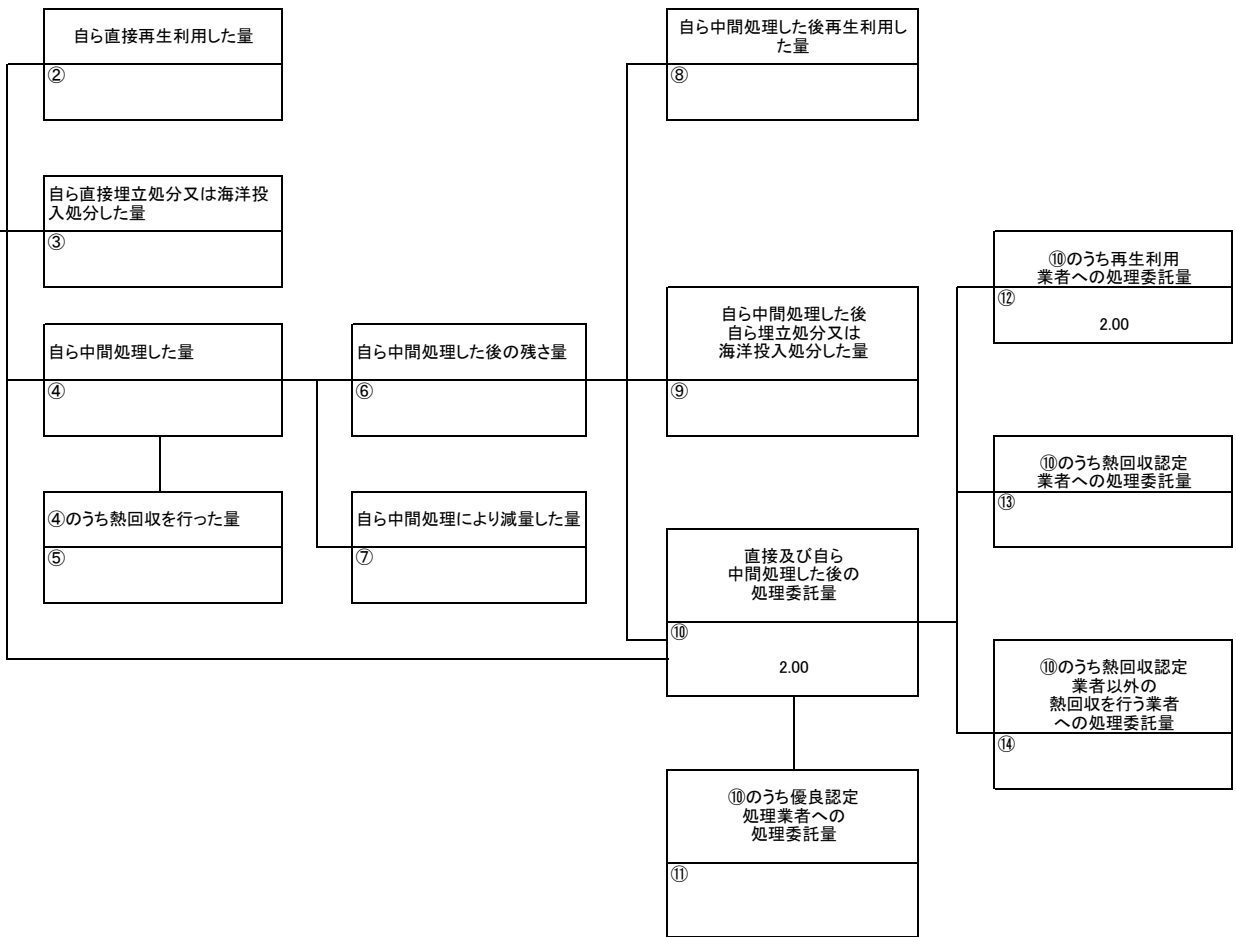 自ら直接再生利用した量
②
自ら中間処理した後再生利用し
た量
⑧
自ら直接埋立処分又は海洋投
入処分した量
③
⑩のうち再生利用
業者への処理委託量
⑫
2.00
自ら中間処理した量
④
自ら中間処理した後の残さ量
⑥
自ら中間処理した後
自ら埋立処分又は
海洋投入処分した量
⑨
⑩のうち熱回収認定
業者への処理委託量
⑬
④のうち熱回収を行った量
⑤
自ら中間処理により減量した量
⑦
直接及び自ら
中間処理した後の
処理委託量
⑩
2.00
⑩のうち熱回収認定
業者以外の
熱回収を行う業者
への処理委託量
⑭
⑩のうち優良認定
処理業者への
処理委託量
⑪